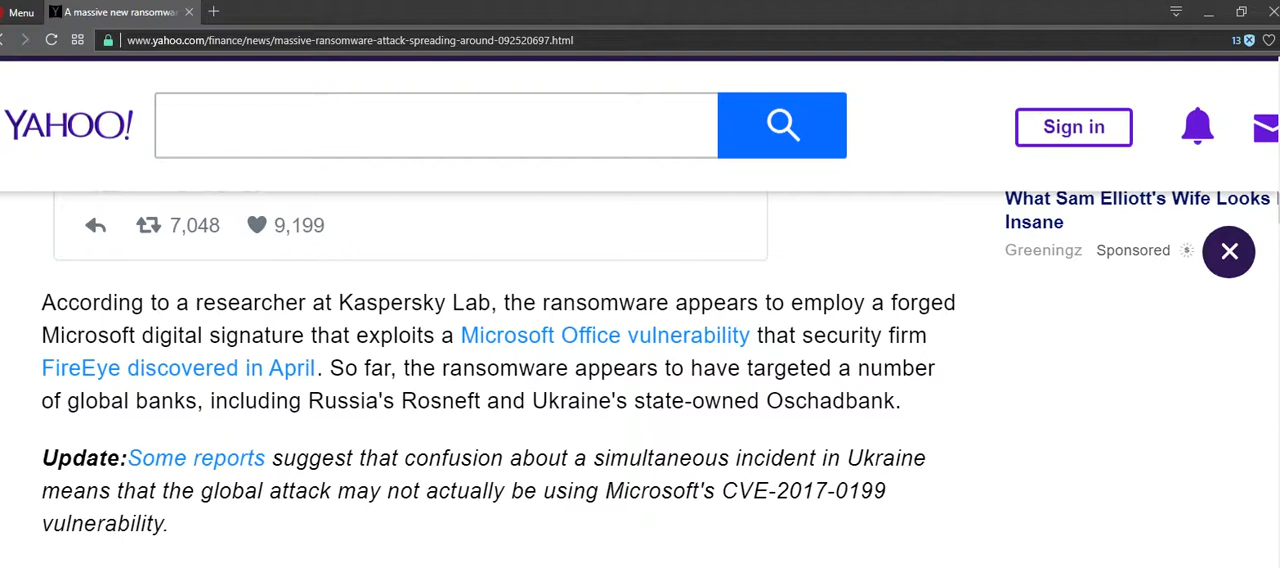 Menu
A massive new ransomwar
www.yahoo.com/finance/news/massive-ransomware-attack-spreading-around-092520697.html
13
YAHOO!
Sign in
What Sam Elliott's Wife Looks
Insane
Greeningz Sponsored
7,048 9,199
According to a researcher at Kaspersky Lab, the ransomware appears to employ a forged
Microsoft digital signature that exploits a Microsoft Office vulnerability that security firm
FireEye discovered in April. So far, the ransomware appears to have targeted a number
of global banks, including Russia's Rosneft and Ukraine's state-owned Oschadbank.
Update:Some reports suggest that confusion about a simultaneous incident in Ukraine
means that the global attack may not actually be using Microsoft's CVE-2017-0199
vulnerability.